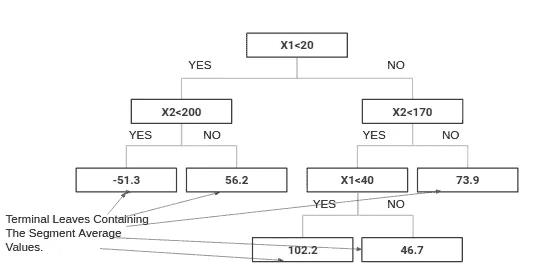 X1<20
YES
NO
X2<200
X2<170
YES
NO
YES
NO
-51.3
56.2
X1<40
73.9
Terminal Leaves Containing
The Segment Average
Values.
YES
NO
102.2
46.7